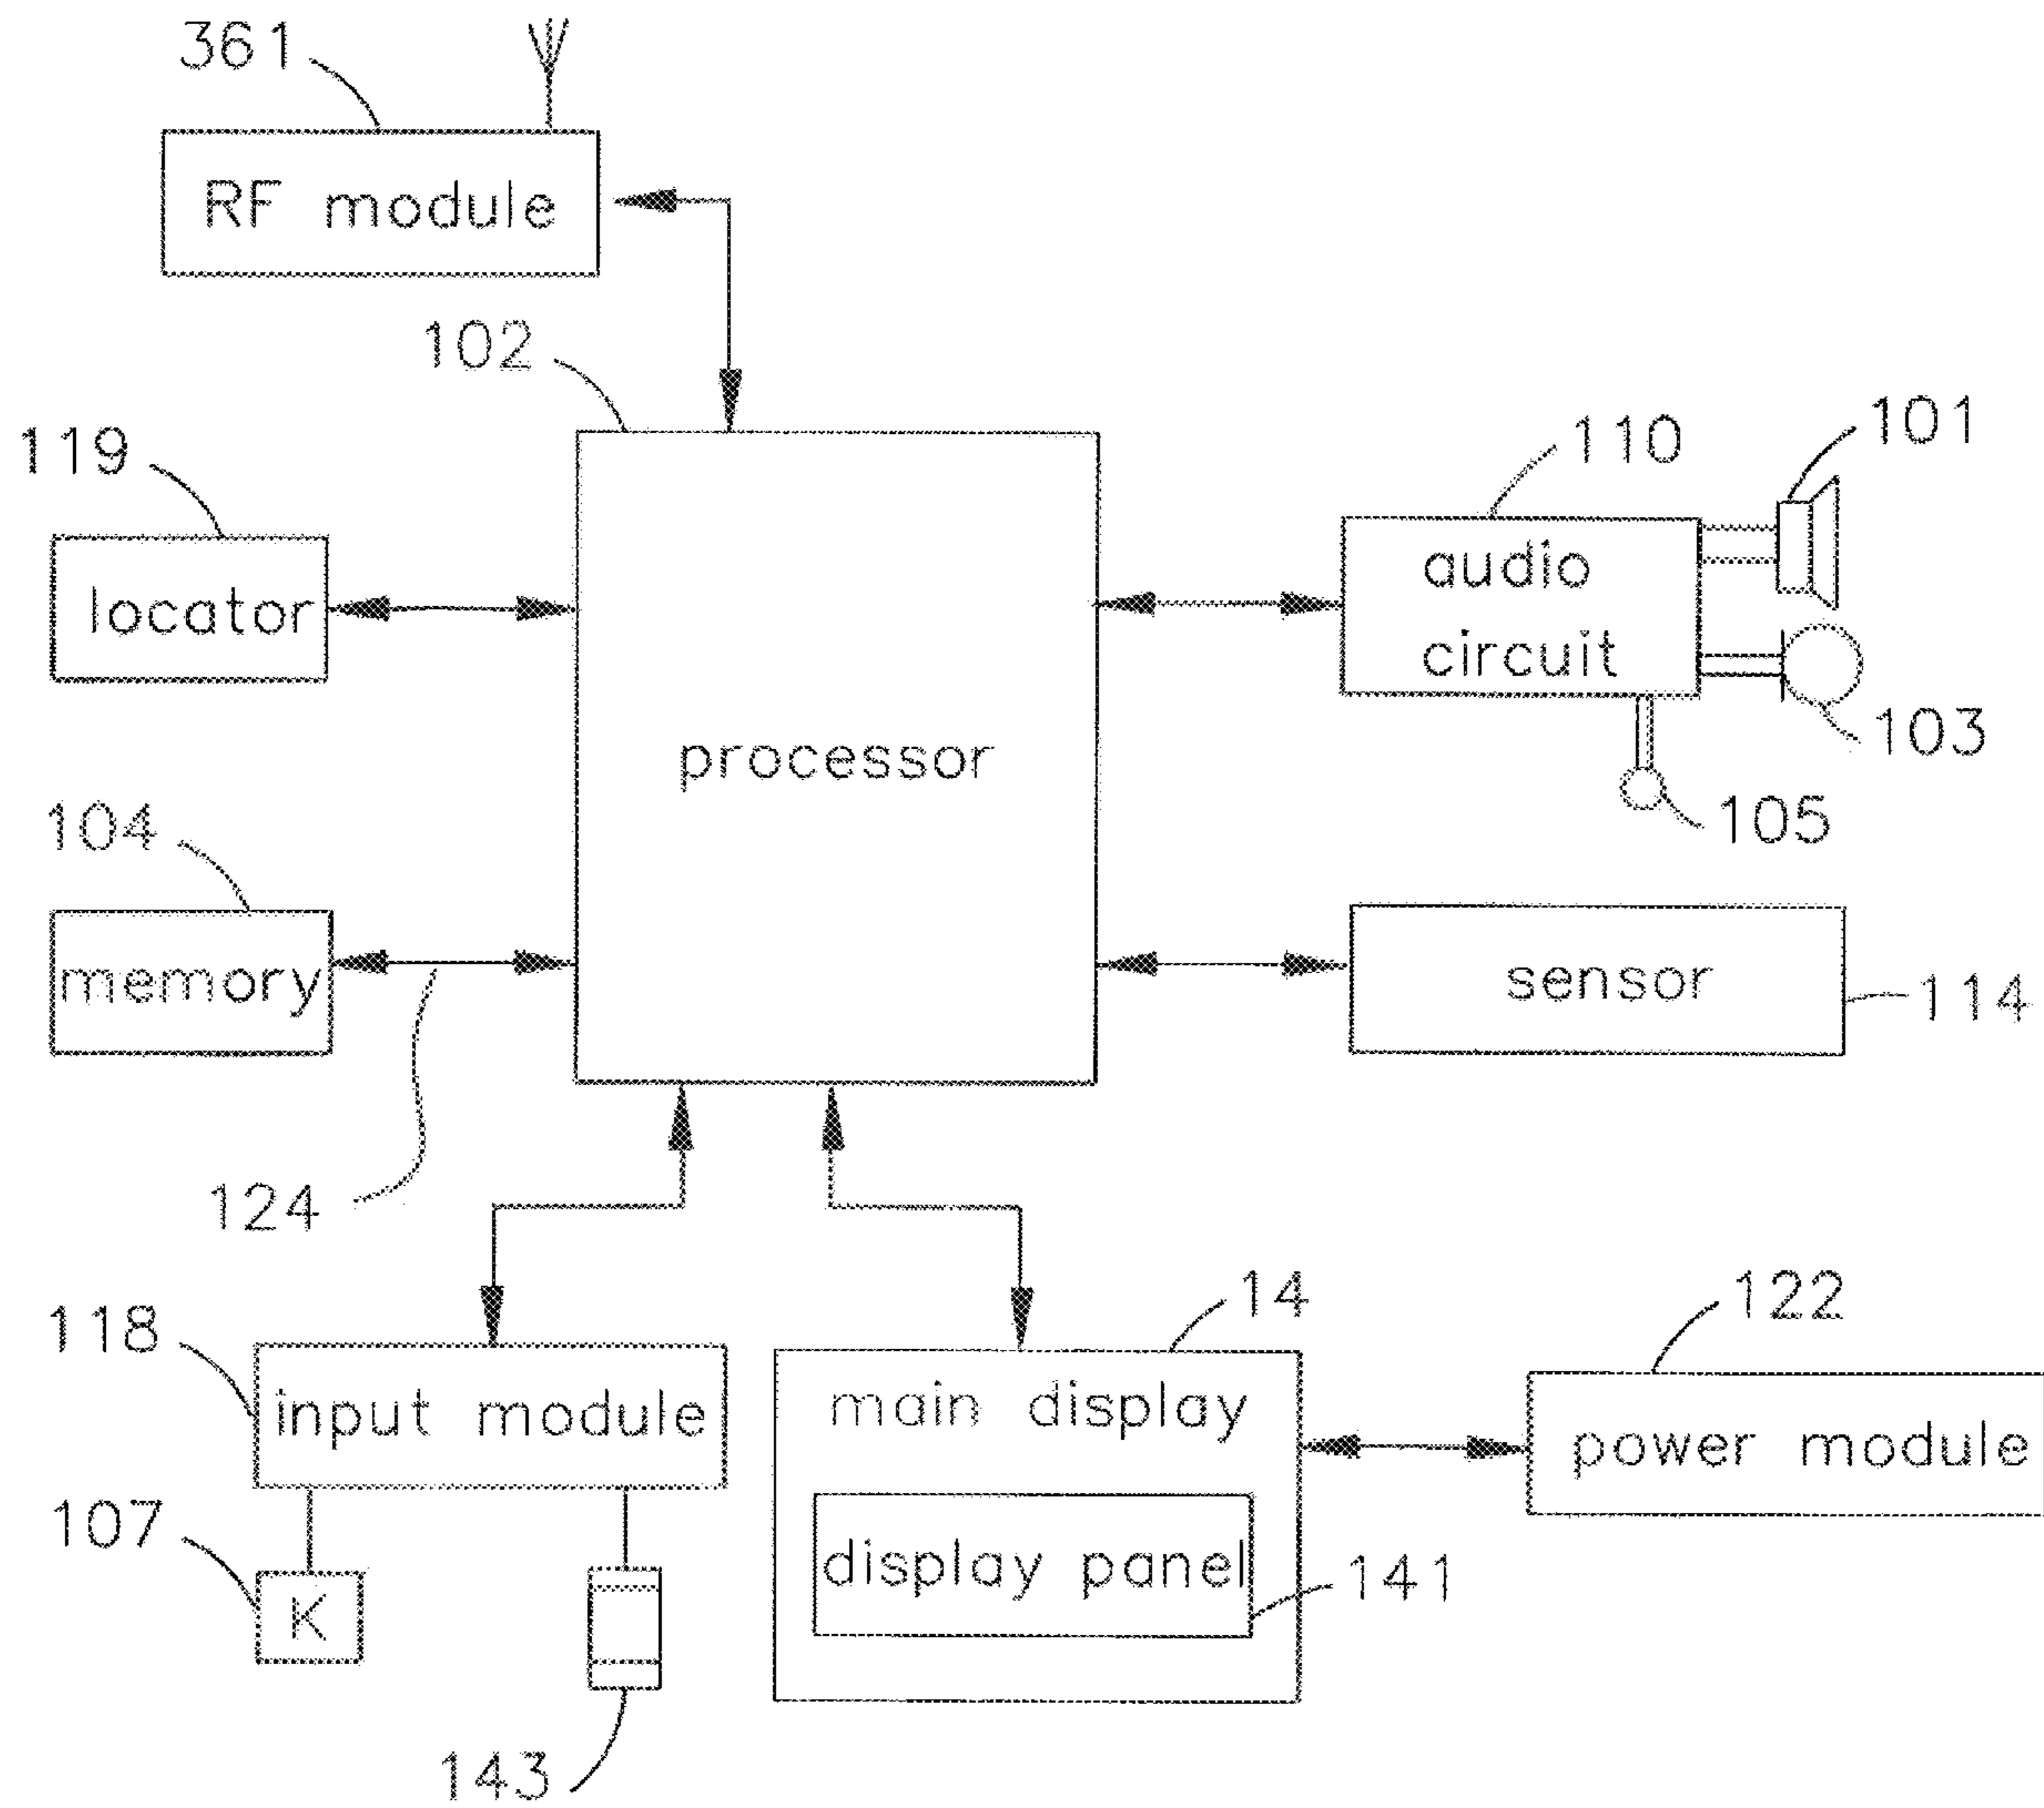 361
RF module
102
119
locator
110
101
audio
circuit
103
processor
105
104
memory
sensor
114
124
118
input module
14
main display
122
power module
107
K
display panel
141
143